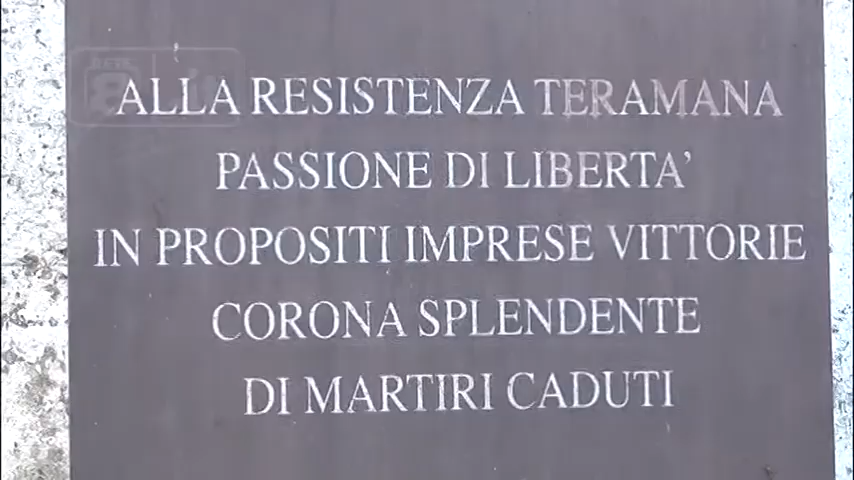 ALLA RESISTENZA TERAMANA
PASSIONE DI LIBERTA'
IN PROPOSITI IMPRESE VITTORIE
CORONA SPLENDENTE
DI MARTIRI CADUTI